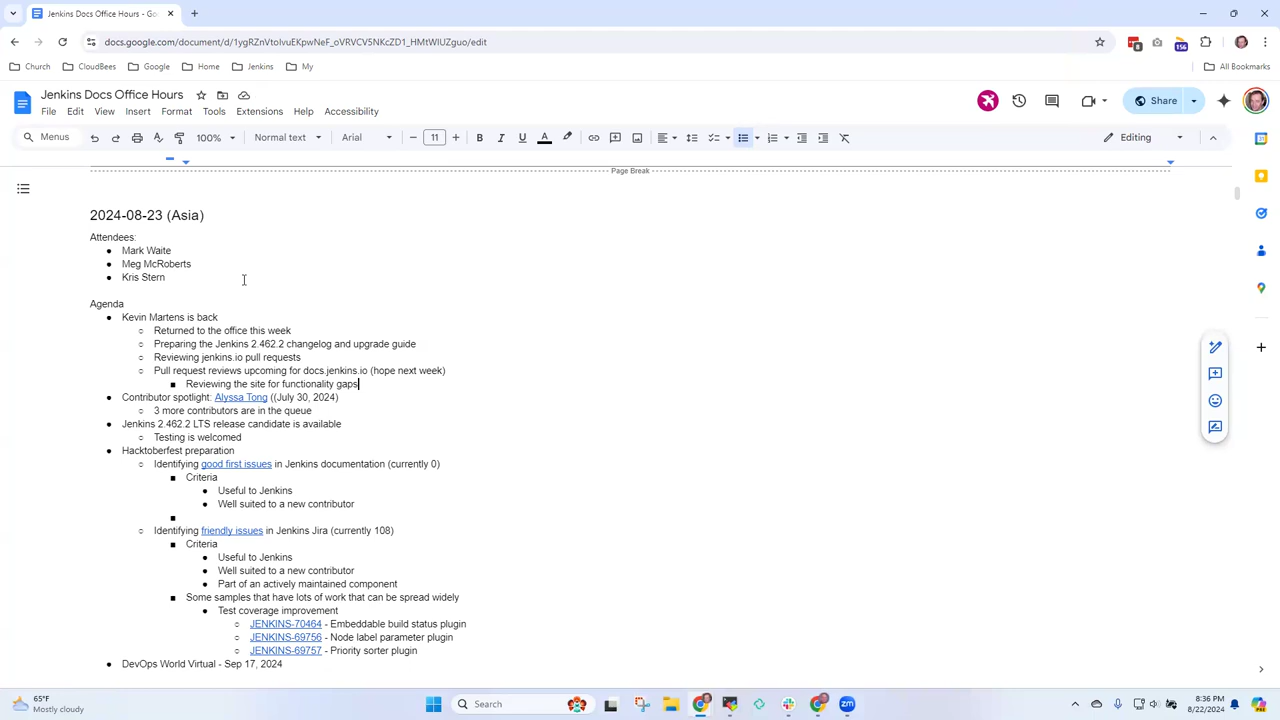 Jenkins Docs Office Hours - Go
docs.google.com/document/d/1ygRZnVtoIvuEKpwNeF_oVRVCV5NKcZD1_HMtWIUZguo/edit
8
156
Church
CloudBees
Google
Home
Jenkins
My
All Bookmarks
Jenkins Docs Office Hours
File Edit View Insert Format Tools Extensions Help Accessibility
Share
Menus
100%
Normal text
Arial
11
Editing
Page Break
2024-08-23 (Asia)
Attendees:
● Mark Waite
● Meg McRoberts
● Kris Stern
Agenda
● Kevin Martens is back
○ Returned to the office this week
○ Preparing the Jenkins 2.462.2 changelog and upgrade guide
○ Reviewing jenkins.io pull requests
○ Pull request reviews upcoming for docs.jenkins.io (hope next week)
■ Reviewing the site for functionality gaps
● Contributor spotlight: Alyssa Tong ((July 30, 2024)
○ 3 more contributors are in the queue
● Jenkins 2.462.2 LTS release candidate is available
○ Testing is welcomed
● Hacktoberfest preparation
○ Identifying good first issues in Jenkins documentation (currently 0)
■ Criteria
● Useful to Jenkins
● Well suited to a new contributor
■
○ Identifying friendly issues in Jenkins Jira (currently 108)
■ Criteria
● Useful to Jenkins
● Well suited to a new contributor
● Part of an actively maintained component
■ Some samples that have lots of work that can be spread widely
● Test coverage improvement
○ JENKINS-70464 - Embeddable build status plugin
○ JENKINS-69756 - Node label parameter plugin
○ JENKINS-69757 - Priority sorter plugin
● DevOps World Virtual - Sep 17, 2024
65°F
Mostly cloudy
Search
8:36 PM
8/22/2024